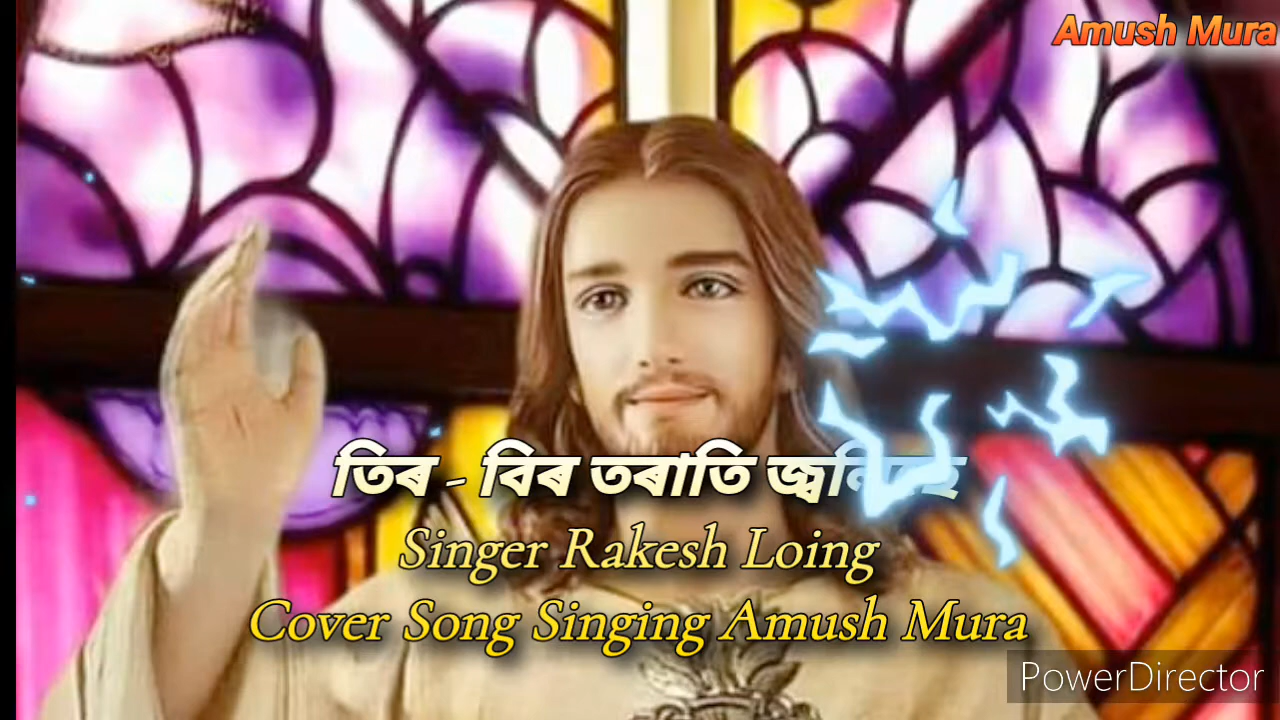 Amush Mura
তিৰ - বিৰ তৰাতি
Singer Rakesh Loing
Cover Song Singing Amush Mura
PowerDirector